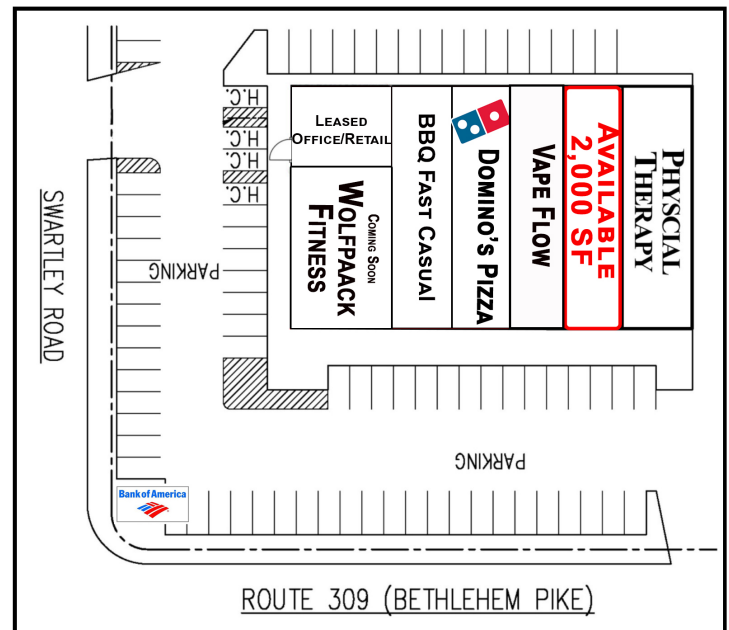 H.C.
H.C.
H.C.
H.C.
LEASED
OFFICE/RETAIL
COMING SOON
WOLFPAACK
FITNESS
BBQ FAST CASUAL
DOMINO'S PIZZA
VAPE FLOW
AVAILABLE
2,000 SF
PHYSCIAL
THERAPY
SWARTLEY ROAD
PARKING
PARKING
Bank of America
ROUTE 309 (BETHLEHEM PIKE)